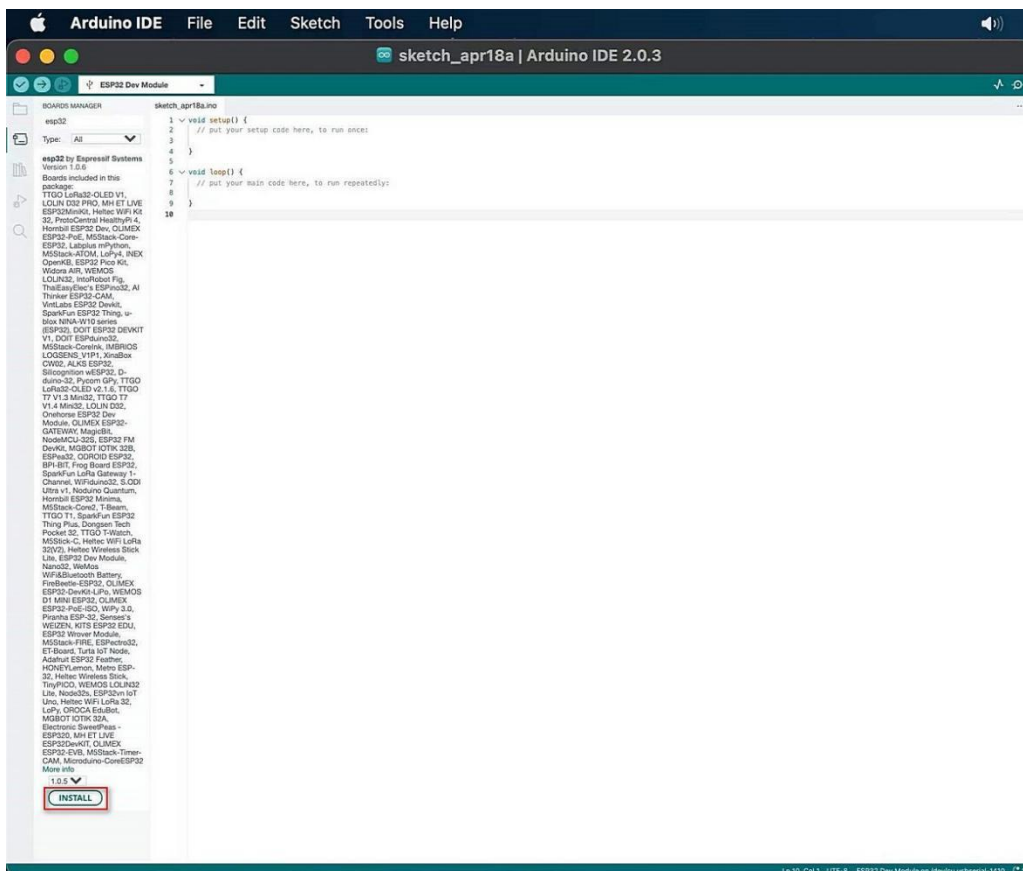 Arduino IDE File Edit Sketch Tools Help
sketch_apr18a | Arduino IDE 2.0.3
ESP32 Dev Module
BOARDS MANAGER
esp32
Type: All
esp32 by Espressif Systems
Version 1.0.6
Boards included in this
package:
TTGO LoRa32-OLED V1,
LOLIN D32 PRO, MH ET LIVE
ESP32MiniKit, Heltec WiFi Kit
32, ProtoCentral HealthyPi 4,
Hornbill ESP32 Dev, OLIMEX
ESP32-PoE, M5Stack-Core-
ESP32, Labplus mPython,
M5Stack-ATOM, LoPy4, INEX
OpenKB, ESP32 Pico Kit,
Widora AIR, WEMOS
LOLIN32, IntoRobot Fig,
ThaiEasyElec's ESPino32, AI
Thinker ESP32-CAM,
VintLabs ESP32 Devkit,
SparkFun ESP32 Thing, u-
blox NINA-W10 series
(ESP32), DOIT ESP32 DEVKIT
V1, DOIT ESPduino32,
M5Stack-CoreInk, IMBRIOS
LOGSENS_V1P1, XinaBox
CW02, ALKS ESP32,
Silicognition wESP32, D-
duino-32, Pycom GPy, TTGO
LoRa32-OLED v2.1.6, TTGO
T7 V1.3 Mini32, TTGO T7
V1.4 Mini32, LOLIN D32,
Onehorse ESP32 Dev
Module, OLIMEX ESP32-
GATEWAY, MagicBit,
NodeMCU-32S, ESP32 FM
DevKit, MGBOT IOTIK 32B,
ESPea32, ODROID ESP32,
BPI-BIT, Frog Board ESP32,
SparkFun LoRa Gateway 1-
Channel, WiFiduino32, S.ODI
Ultra v1, Noduino Quantum,
Hornbill ESP32 Minima,
M5Stack-Core2, T-Beam,
TTGO T1, SparkFun ESP32
Thing Plus, Dongsen Tech
Pocket 32, TTGO T-Watch,
M5Stick-C, Heltec WiFi LoRa
32(V2), Heltec Wireless Stick
Lite, ESP32 Dev Module,
Nano32, WeMos
WiFi&Bluetooth Battery,
FireBeetle-ESP32, OLIMEX
ESP32-DevKit-LiPo, WEMOS
D1 MINI ESP32, OLIMEX
ESP32-PoE-ISO, WiPy 3.0,
Piranha ESP-32, Senses's
WEIZEN, KITS ESP32 EDU,
ESP32 Wrover Module,
M5Stack-FIRE, ESPectro32,
ET-Board, Turta IoT Node,
Adafruit ESP32 Feather,
HONEYLemon, Metro ESP-
32, Heltec Wireless Stick,
TinyPICO, WEMOS LOLIN32
Lite, Node32s, ESP32vn IoT
Uno, Heltec WiFi LoRa 32,
LoPy, OROCA EduBot,
MGBOT IOTIK 32A,
Electronic SweetPeas -
ESP320, MH ET LIVE
ESP32DevKIT, OLIMEX
ESP32-EVB, M5Stack-Timer-
CAM, Microduino-CoreESP32
More info
1.0.5
INSTALL
sketch_apr18a.ino
1 void setup() {
2 // put your setup code here, to run once:
3
4 }
5
6 void loop() {
7 // put your main code here, to run repeatedly:
8
9 }
10